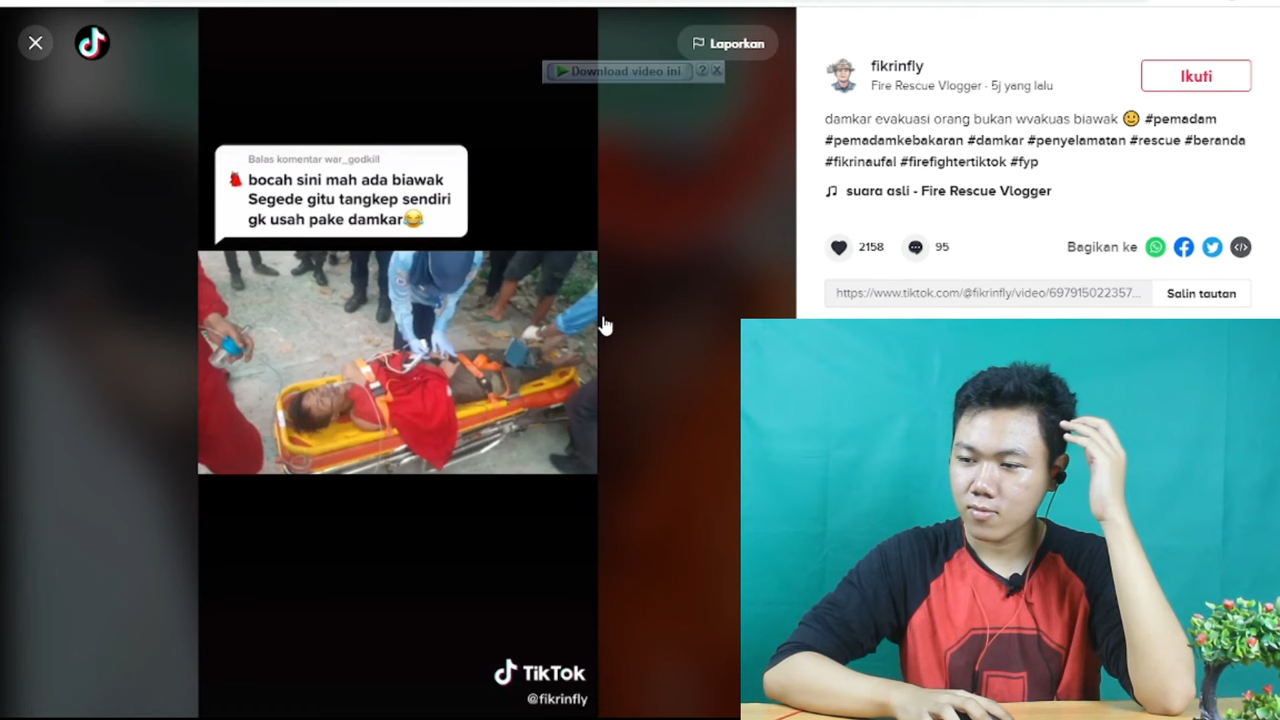 Laporkan
Download video ini
Balas komentar war_godkill
bocah sini mah ada biawak
Segede gitu tangkep sendiri
gk usah pake damkar😂
TikTok
@fikrinfly
fikrinfly
Fire Rescue Vlogger · 5j yang lalu
Ikuti
damkar evakuasi orang bukan wvakuas biawak 🙂 #pemadam
#pemadamkebakaran #damkar #penyelamatan #rescue #beranda
#fikrinaufal #firefightertiktok #fyp
♫ suara asli - Fire Rescue Vlogger
2158
95
Bagikan ke
https://www.tiktok.com/@fikrinfly/video/697915022357...
Salin tautan